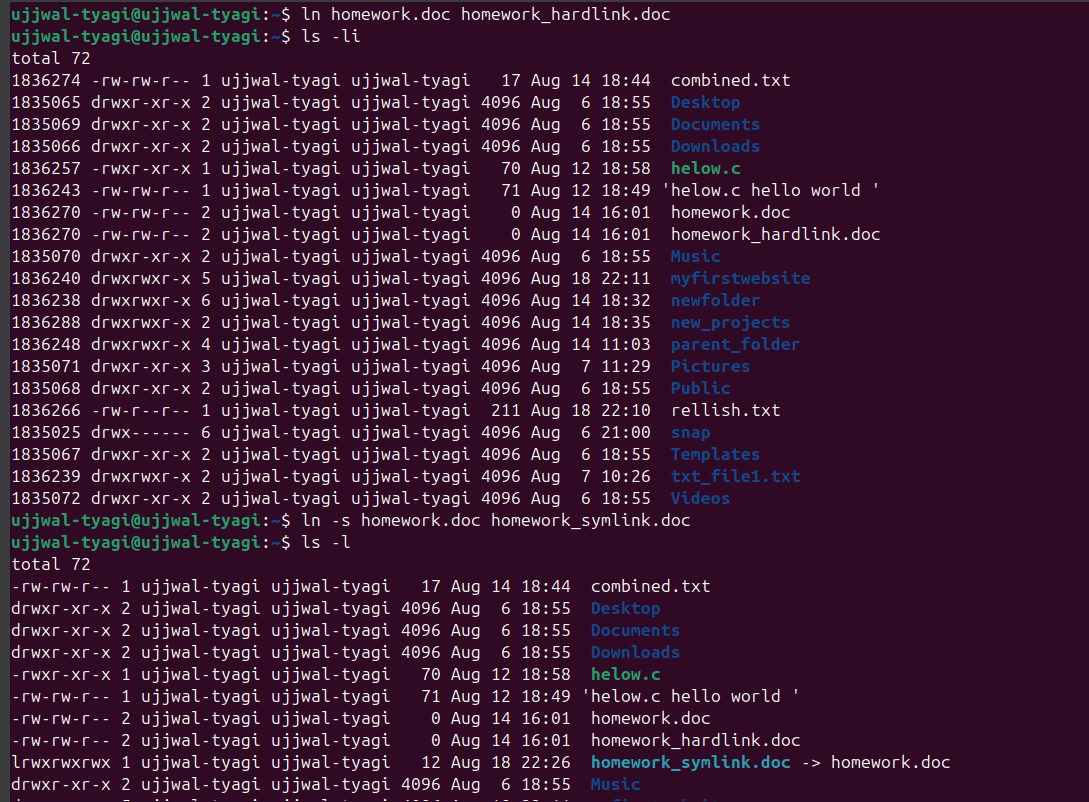 ujjwal-tyagi@ujjwal-tyagi:~$ ln homework.doc homework_hardlink.doc
ujjwal-tyagi@ujjwal-tyagi:~$ ls -li
total 72
1836274 -rw-rw-r-- 1 ujjwal-tyagi ujjwal-tyagi   17 Aug 14 18:44  combined.txt
1835065 drwxr-xr-x 2 ujjwal-tyagi ujjwal-tyagi 4096 Aug  6 18:55  Desktop
1835069 drwxr-xr-x 2 ujjwal-tyagi ujjwal-tyagi 4096 Aug  6 18:55  Documents
1835066 drwxr-xr-x 2 ujjwal-tyagi ujjwal-tyagi 4096 Aug  6 18:55  Downloads
1836257 -rwxr-xr-x 1 ujjwal-tyagi ujjwal-tyagi   70 Aug 12 18:58  helow.c
1836243 -rw-rw-r-- 1 ujjwal-tyagi ujjwal-tyagi   71 Aug 12 18:49 'helow.c hello world '
1836270 -rw-rw-r-- 2 ujjwal-tyagi ujjwal-tyagi    0 Aug 14 16:01  homework.doc
1836270 -rw-rw-r-- 2 ujjwal-tyagi ujjwal-tyagi    0 Aug 14 16:01  homework_hardlink.doc
1835070 drwxr-xr-x 2 ujjwal-tyagi ujjwal-tyagi 4096 Aug  6 18:55  Music
1836240 drwxrwxr-x 5 ujjwal-tyagi ujjwal-tyagi 4096 Aug 18 22:11  myfirstwebsite
1836238 drwxrwxr-x 6 ujjwal-tyagi ujjwal-tyagi 4096 Aug 14 18:32  newfolder
1836288 drwxrwxr-x 2 ujjwal-tyagi ujjwal-tyagi 4096 Aug 14 18:35  new_projects
1836248 drwxrwxr-x 4 ujjwal-tyagi ujjwal-tyagi 4096 Aug 14 11:03  parent_folder
1835071 drwxr-xr-x 3 ujjwal-tyagi ujjwal-tyagi 4096 Aug  7 11:29  Pictures
1835068 drwxr-xr-x 2 ujjwal-tyagi ujjwal-tyagi 4096 Aug  6 18:55  Public
1836266 -rw-r--r-- 1 ujjwal-tyagi ujjwal-tyagi  211 Aug 18 22:10  rellish.txt
1835025 drwx------ 6 ujjwal-tyagi ujjwal-tyagi 4096 Aug  6 21:00  snap
1835067 drwxr-xr-x 2 ujjwal-tyagi ujjwal-tyagi 4096 Aug  6 18:55  Templates
1836239 drwxrwxr-x 2 ujjwal-tyagi ujjwal-tyagi 4096 Aug  7 10:26  txt_file1.txt
1835072 drwxr-xr-x 2 ujjwal-tyagi ujjwal-tyagi 4096 Aug  6 18:55  Videos
ujjwal-tyagi@ujjwal-tyagi:~$ ln -s homework.doc homework_symlink.doc
ujjwal-tyagi@ujjwal-tyagi:~$ ls -l
total 72
-rw-rw-r-- 1 ujjwal-tyagi ujjwal-tyagi   17 Aug 14 18:44  combined.txt
drwxr-xr-x 2 ujjwal-tyagi ujjwal-tyagi 4096 Aug  6 18:55  Desktop
drwxr-xr-x 2 ujjwal-tyagi ujjwal-tyagi 4096 Aug  6 18:55  Documents
drwxr-xr-x 2 ujjwal-tyagi ujjwal-tyagi 4096 Aug  6 18:55  Downloads
-rwxr-xr-x 1 ujjwal-tyagi ujjwal-tyagi   70 Aug 12 18:58  helow.c
-rw-rw-r-- 1 ujjwal-tyagi ujjwal-tyagi   71 Aug 12 18:49 'helow.c hello world '
-rw-rw-r-- 2 ujjwal-tyagi ujjwal-tyagi    0 Aug 14 16:01  homework.doc
-rw-rw-r-- 2 ujjwal-tyagi ujjwal-tyagi    0 Aug 14 16:01  homework_hardlink.doc
lrwxrwxrwx 1 ujjwal-tyagi ujjwal-tyagi   12 Aug 18 22:26  homework_symlink.doc -> homework.doc
drwxr-xr-x 2 ujjwal-tyagi ujjwal-tyagi 4096 Aug  6 18:55  Music